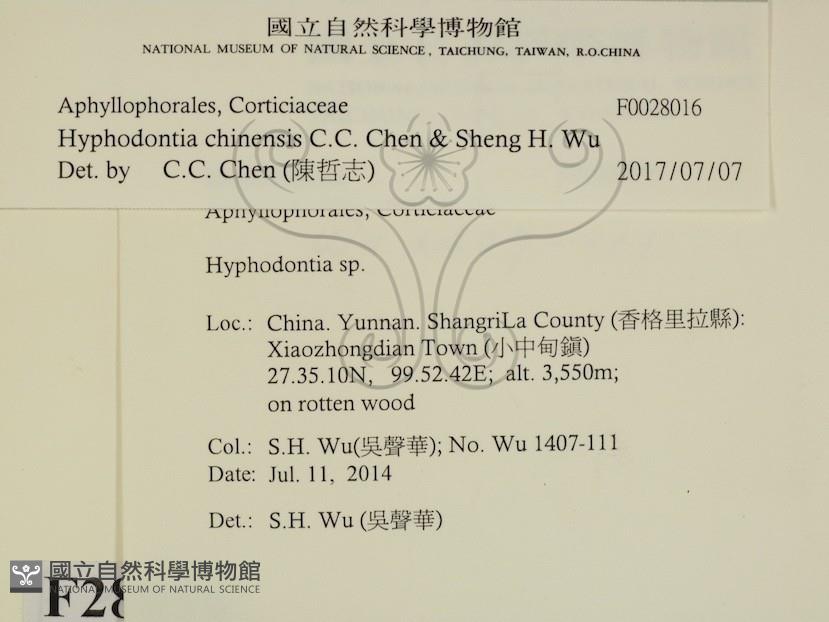 國立自然科學博物館
NATIONAL MUSEUM OF NATURAL SCIENCE, TAICHUNG, TAIWAN, R.O.CHINA
Aphyllophorales, Corticiaceae F0028016
Hyphodontia chinensis C.C. Chen & Sheng H. Wu
Det. by C.C. Chen (陳哲志) 2017/07/07
Aphyllophorales, Corticiaceae
Hyphodontia sp.
Loc.: China. Yunnan. ShangriLa County (香格里拉縣):
Xiaozhongdian Town (小中甸鎮)
27.35.10N, 99.52.42E; alt. 3,550m;
on rotten wood
Col.: S.H. Wu(吳聲華); No. Wu 1407-111
Date: Jul. 11, 2014
Det.: S.H. Wu (吳聲華)
國立自然科學博物館
NATIONAL MUSEUM OF NATURAL SCIENCE
F28